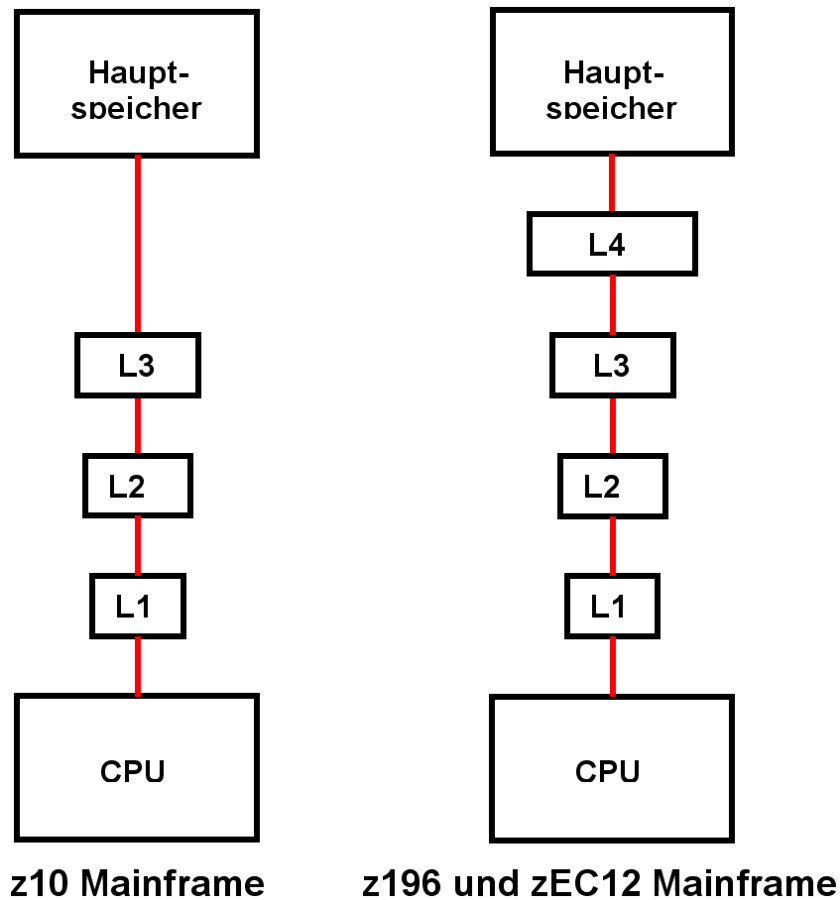 Haupt-
speicher
L3
L2
L1
CPU
z10 Mainframe
Haupt-
speicher
L4
L3
L2
L1
CPU
z196 und zEC12 Mainframe